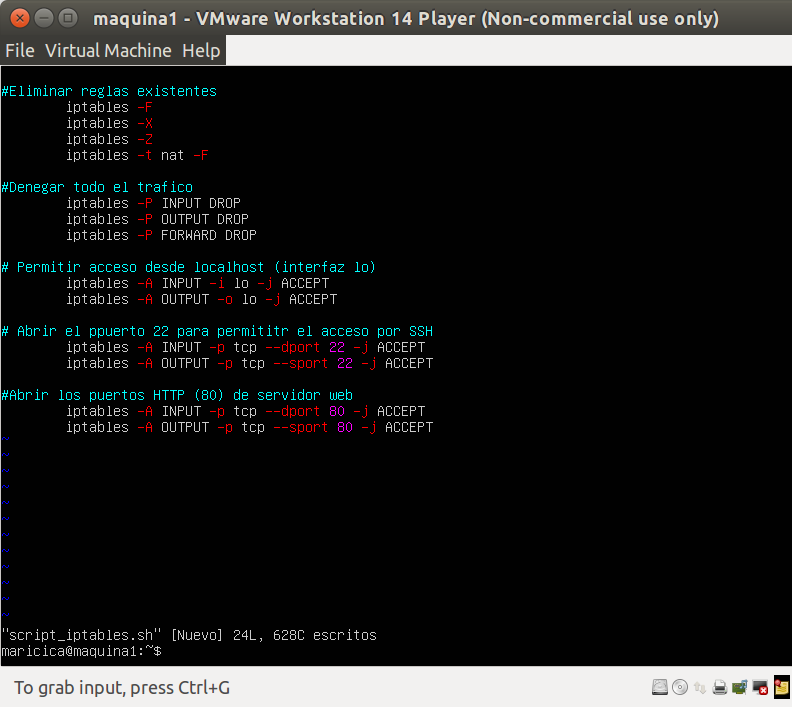 maquina1 - VMware Workstation 14 Player (Non-commercial use only)
File Virtual Machine Help
#Eliminar reglas existentes
iptables -F
iptables -X
iptables -Z
iptables -t nat -F
#Denegar todo el trafico
iptables -P INPUT DROP
iptables -P OUTPUT DROP
iptables -P FORWARD DROP
# Permitir acceso desde localhost (interfaz lo)
iptables -A INPUT -i lo -j ACCEPT
iptables -A OUTPUT -o lo -j ACCEPT
# Abrir el ppuerto 22 para permititr el acceso por SSH
iptables -A INPUT -p tcp --dport 22 -j ACCEPT
iptables -A OUTPUT -p tcp --sport 22 -j ACCEPT
#Abrir los puertos HTTP (80) de servidor web
iptables -A INPUT -p tcp --dport 80 -j ACCEPT
iptables -A OUTPUT -p tcp --sport 80 -j ACCEPT
~
~
~
~
~
~
~
~
~
~
~
~
"script_iptables.sh" [Nuevo] 24L, 628C escritos
maricica@maquina1:~$
To grab input, press Ctrl+G